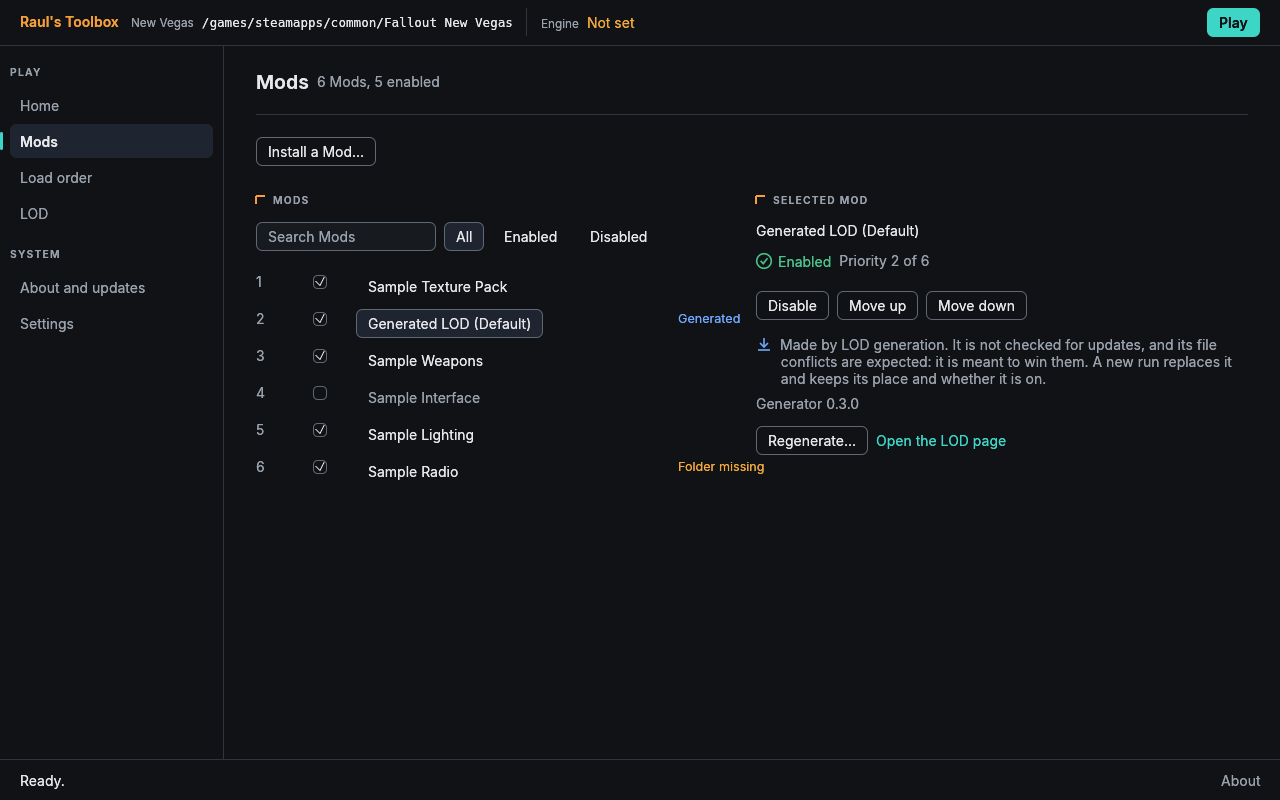 Raul's Toolbox New Vegas /games/steamapps/common/Fallout New Vegas Engine Not set Play
PLAY
Home
Mods
Load order
LOD
SYSTEM
About and updates
Settings
Mods 6 Mods, 5 enabled
Install a Mod...
MODS
Search Mods All Enabled Disabled
1 Sample Texture Pack
2 Generated LOD (Default) Generated
3 Sample Weapons
4 Sample Interface
5 Sample Lighting
6 Sample Radio Folder missing
SELECTED MOD
Generated LOD (Default)
Enabled Priority 2 of 6
Disable Move up Move down
Made by LOD generation. It is not checked for updates, and its file
conflicts are expected: it is meant to win them. A new run replaces it
and keeps its place and whether it is on.
Generator 0.3.0
Regenerate... Open the LOD page
Ready. About